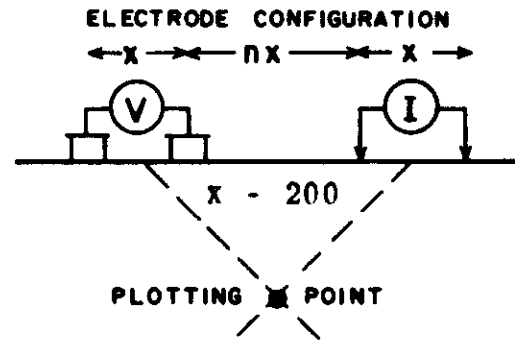 ELECTRODE CONFIGURATION
x nx x
V I
x - 200
PLOTTING POINT